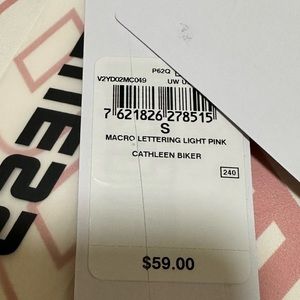 P62Q
V2YD02MC049 UW
7 621826 278515
S
MACRO LETTERING LIGHT PINK
CATHLEEN BIKER
240
$59.00